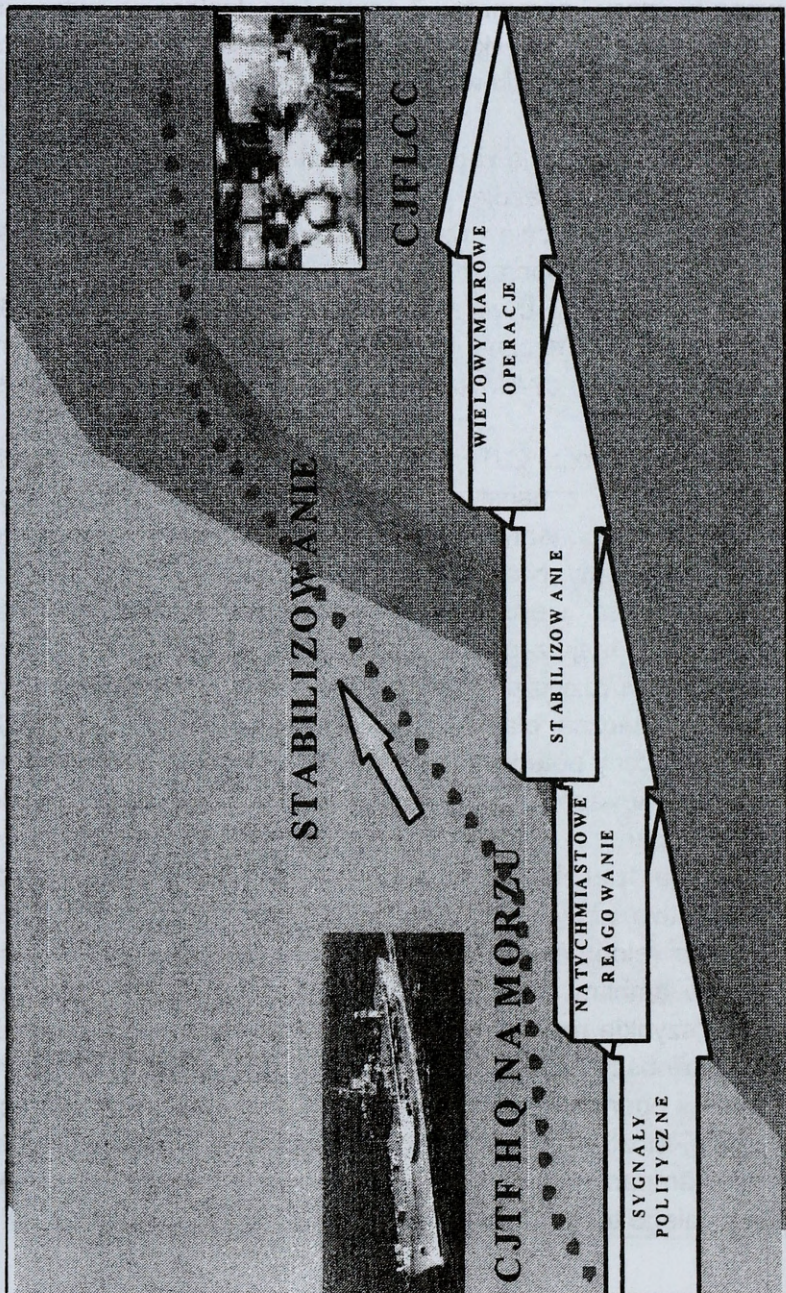 CJTF HQ NA MORZU
STABILIZOWANIE
CJFLCC
SYGNAŁY
POLITYCZNE
NATYCHMIASTOWE
REAGOWANIE
STABILIZOWANIE
WIELOWYMIAROWE
OPERACJE